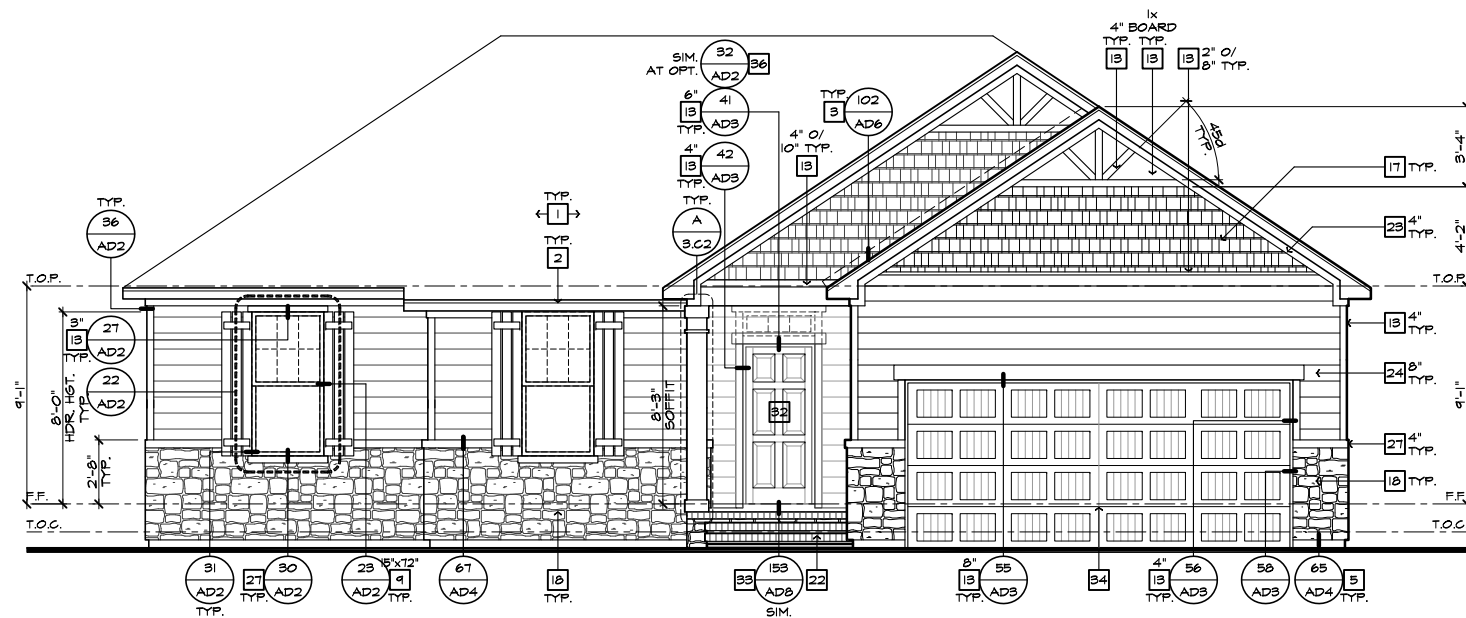 1x
4" BOARD
TYP. TYP.
13 13 13 2" O/
8" TYP.
SIM.
AT OPT.
32
AD2
36
6"
13
TYP.
41
AD3
4"
13
TYP.
42
AD3
TYP.
3
102
AD6
4" O/
10" TYP.
13
45d
TYP.
3'-4"
17 TYP.
TYP.
36
AD2
TYP.
1
TYP.
2
A
3.C2
23 4"
TYP.
4'-2"
T.O.P.
T.O.P.
3"
13
TYP.
27
AD2
22
AD2
9'-1"
8'-0"
HDR. HGT.
TYP.
8'-3"
SOFFIT
32
13 4"
TYP.
24 8"
TYP.
9'-1"
27 4"
TYP.
2'-8"
TYP.
18 TYP.
F.F.
F.F.
T.O.C.
T.O.C.
31
AD2
TYP.
27
TYP.
30
AD2
23
AD2
15"x72"
9
TYP.
67
AD4
18
TYP.
33
153
AD8
SIM.
22
8"
13
TYP.
55
AD3
34
4"
13
TYP.
56
AD3
58
AD3
65
AD4
5
TYP.